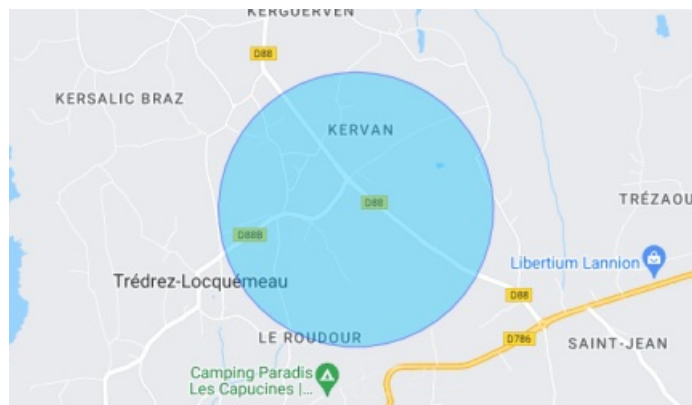 KERGUERVEN
D88
KERSALIC BRAZ
KERVAN
D88
TRÉZAOU
D88B
Libertium Lannion
Trédrez-Locquémeau
D88
LE ROUDOUR
D786
SAINT-JEAN
Camping Paradis
Les Capucines |...